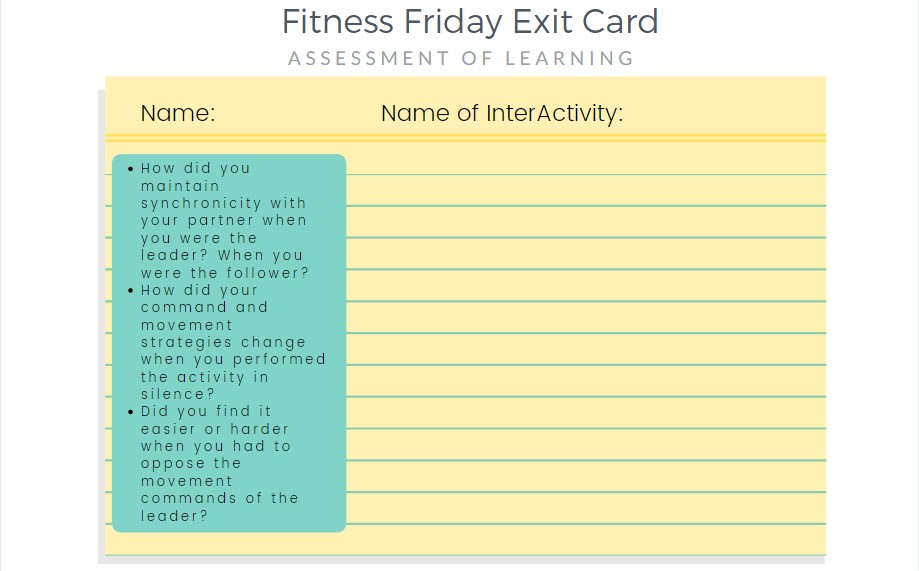 Fitness Friday Exit Card
ASSESSMENT OF LEARNING
Name: Name of InterActivity:
• How did you
maintain
synchronicity with
your partner when
you were the
leader? When you
were the follower?
• How did your
command and
movement
strategies change
when you performed
the activity in
silence?
• Did you find it
easier or harder
when you had to
oppose the
movement
commands of the
leader?